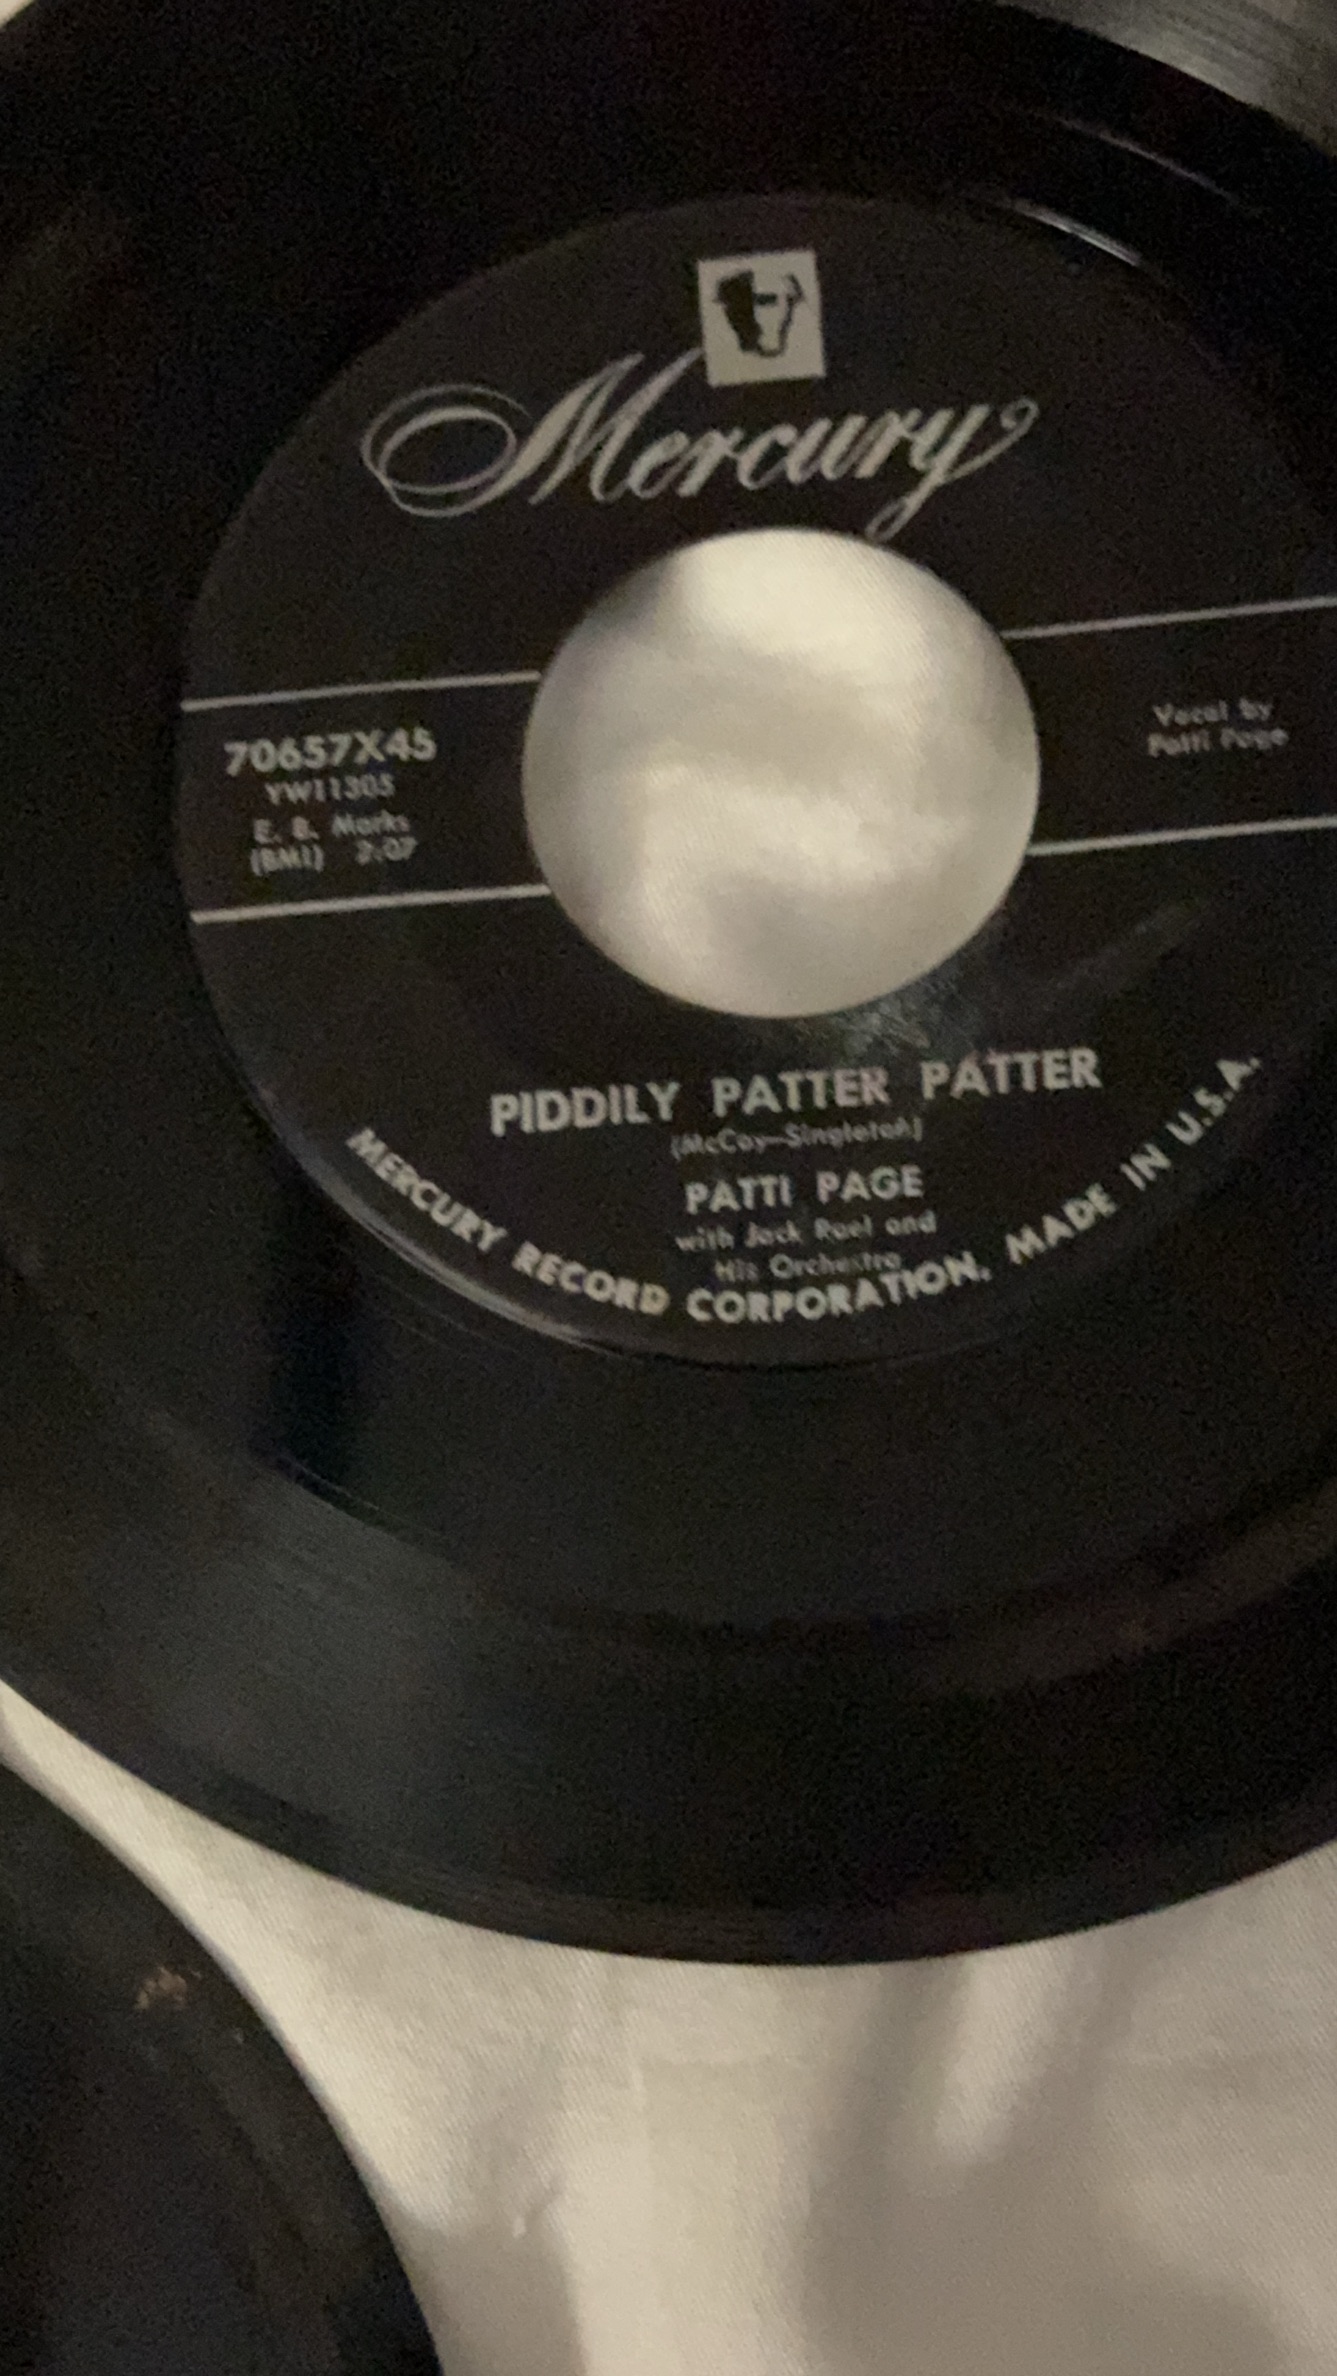 Mercury
70657X45
YW11305
E. B. Marks
(BMI) 2:07
Vocal by
Patti Page
PIDDILY PATTER PATTER
(McCoy—Singleton)
PATTI PAGE
with Jack Rael and
His Orchestra
MERCURY RECORD CORPORATION. MADE IN U.S.A.